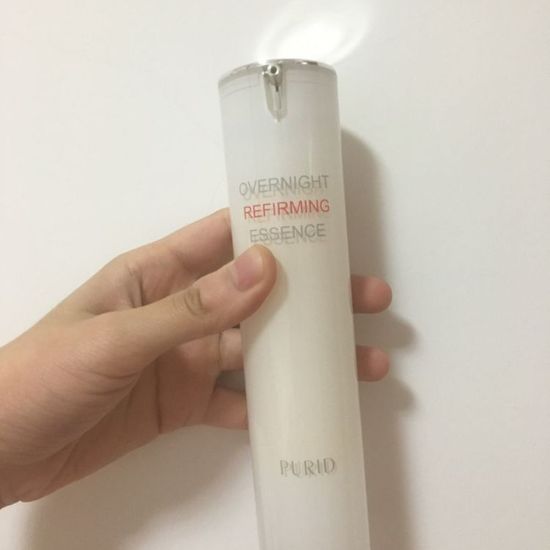 OVERNIGHT
REFIRMING
ESSENCE
PURID